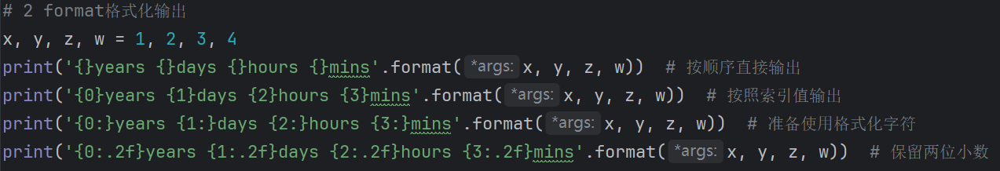 # 2 format格式化输出
x, y, z, w = 1, 2, 3, 4
print('{}years {}days {}hours {}mins'.format( *args: x, y, z, w))  # 按顺序直接输出
print('{0}years {1}days {2}hours {3}mins'.format( *args: x, y, z, w))  # 按照索引值输出
print('{0:}years {1:}days {2:}hours {3:}mins'.format( *args: x, y, z, w))  # 准备使用格式化字符
print('{0:.2f}years {1:.2f}days {2:.2f}hours {3:.2f}mins'.format( *args: x, y, z, w))  # 保留两位小数